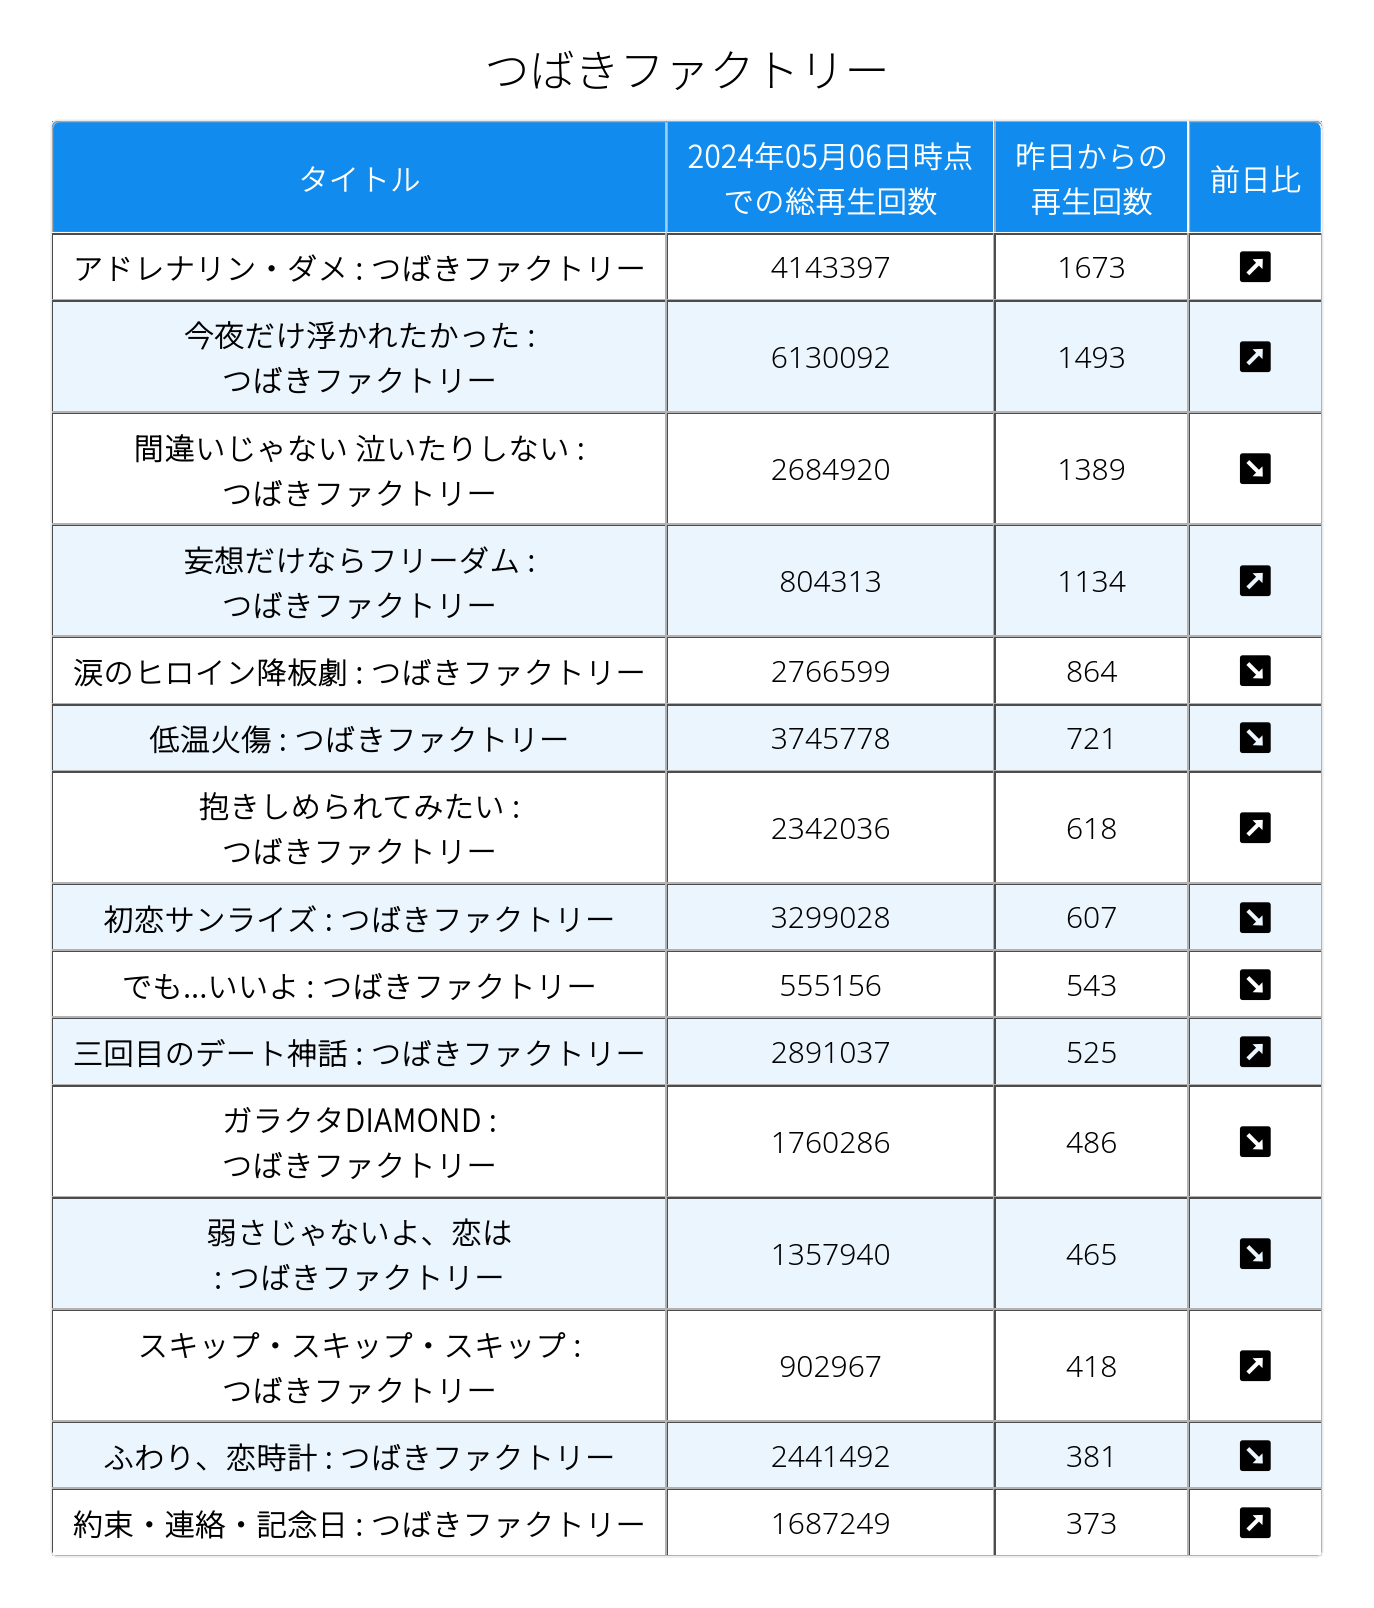 つばきファクトリー
タイトル
2024年05月06日時点
での総再生回数
昨日からの
再生回数
前日比
アドレナリン・ダメ : つばきファクトリー
4143397
1673
今夜だけ浮かれたかった :
つばきファクトリー
6130092
1493
間違いじゃない 泣いたりしない :
つばきファクトリー
2684920
1389
妄想だけならフリーダム :
つばきファクトリー
804313
1134
涙のヒロイン降板劇 : つばきファクトリー
2766599
864
低温火傷 : つばきファクトリー
3745778
721
抱きしめられてみたい :
つばきファクトリー
2342036
618
初恋サンライズ : つばきファクトリー
3299028
607
でも...いいよ : つばきファクトリー
555156
543
三回目のデート神話 : つばきファクトリー
2891037
525
ガラクタDIAMOND :
つばきファクトリー
1760286
486
弱さじゃないよ、恋は
: つばきファクトリー
1357940
465
スキップ・スキップ・スキップ :
つばきファクトリー
902967
418
ふわり、恋時計 : つばきファクトリー
2441492
381
約束・連絡・記念日 : つばきファクトリー
1687249
373